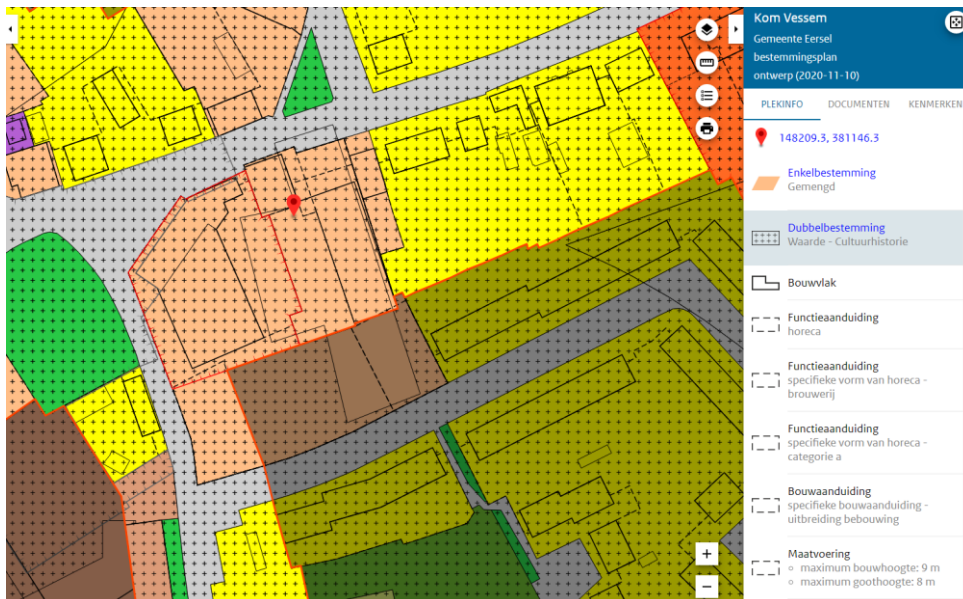 Kom Vessem
Gemeente Eersel
bestemmingsplan
ontwerp (2020-11-10)
PLEKINFO DOCUMENTEN KENMERKEN
148209.3, 381146.3
Enkelbestemming
Gemengd
Dubbelbestemming
Waarde - Cultuurhistorie
Bouwvlak
Functieaanduiding
horeca
Functieaanduiding
specifieke vorm van horeca -
brouwerij
Functieaanduiding
specifieke vorm van horeca -
categorie a
Bouwaanduiding
specifieke bouwaanduiding -
uitbreiding bebouwing
Maatvoering
maximum bouwhoogte: 9 m
maximum goothoogte: 8 m